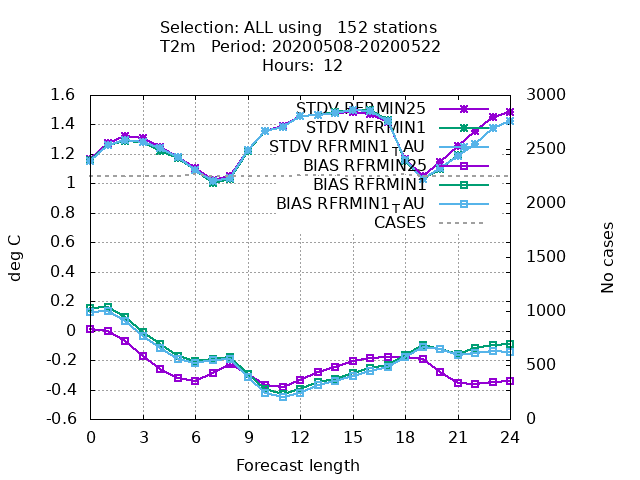 Selection: ALL using   152 stations
T2m   Period: 20200508-20200522
Hours:  12
STDV RFRMIN25
STDV RFRMIN1
STDV RFRMIN1TAU
BIAS RFRMIN25
BIAS RFRMIN1
BIAS RFRMIN1TAU
CASES
1.6
1.4
1.2
1
0.8
0.6
0.4
0.2
0
-0.2
-0.4
-0.6
3000
2500
2000
1500
1000
500
0
deg C
No cases
0 3 6 9 12 15 18 21 24
Forecast length